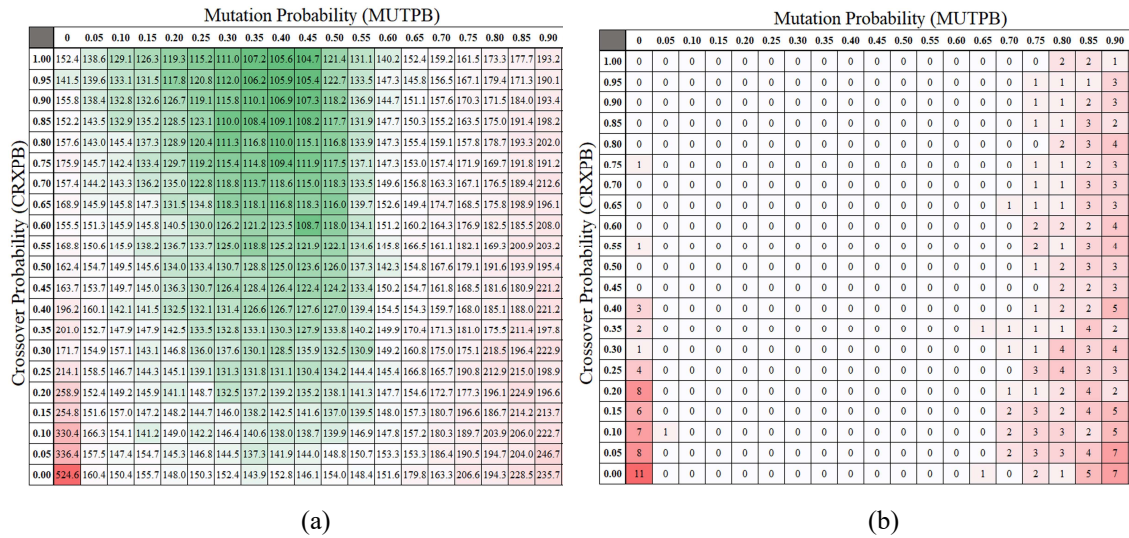 Mutation Probability (MUTPB)
0 0.05 0.10 0.15 0.20 0.25 0.30 0.35 0.40 0.45 0.50 0.55 0.60 0.65 0.70 0.75 0.80 0.85 0.90
Crossover Probability (CRXPB)
1.00 152.4 138.6 129.1 126.3 119.3 115.2 111.0 107.2 105.6 104.7 121.4 131.1 140.2 152.4 159.2 161.5 173.3 177.7 193.2
0.95 141.5 139.6 133.1 131.5 117.8 120.8 112.0 106.2 105.9 105.4 122.7 133.5 146.5 150.7 157.1 179.4 171.3 190.1
0.90 155.8 138.4 132.8 132.6 126.7 119.1 115.8 110.1 106.9 107.3 118.2 136.9 144.7 151.1 157.6 170.3 171.5 184.0 193.4
0.85 152.2 143.5 132.9 135.2 128.5 123.1 110.0 108.4 109.1 108.2 117.7 131.9 147.7 150.3 155.2 163.5 175.0 191.4 198.2
0.80 157.6 143.0 145.4 137.3 128.9 120.4 111.3 116.8 110.0 115.1 116.8 139.9 147.3 155.4 159.1 157.8 178.7 193.3 202.0
0.75 175.9 145.7 142.4 133.4 129.7 119.2 115.4 114.8 109.4 111.9 117.5 137.1 147.3 153.0 157.4 171.9 169.7 191.8 191.2
0.70 157.4 144.2 143.3 136.2 135.0 122.8 118.8 113.7 118.6 115.0 118.3 133.5 149.6 156.8 163.3 167.1 176.5 189.4 212.6
0.65 168.9 145.9 145.8 147.3 131.5 134.8 118.3 118.1 126.8 118.3 116.0 139.7 152.6 149.4 174.7 168.5 175.8 198.9 196.1
0.60 155.5 151.3 145.9 145.8 140.5 130.0 126.2 121.2 123.5 108.7 118.0 134.1 151.2 160.2 164.3 176.9 182.5 185.5 208.0
0.55 168.8 150.6 145.9 138.2 136.7 133.7 125.0 118.8 125.2 121.9 122.1 134.6 145.8 166.5 161.1 182.1 169.3 200.9 203.2
0.50 162.4 154.7 149.5 145.6 134.0 133.4 130.7 128.8 125.0 123.6 126.0 137.3 142.3 154.8 167.6 179.1 191.6 193.9 195.4
0.45 163.7 153.7 149.7 145.0 136.3 130.7 126.4 128.4 126.4 122.4 124.2 133.4 150.2 154.7 161.8 168.5 181.6 180.9 221.2
0.40 196.2 160.1 142.1 142.5 132.5 132.1 131.4 126.6 126.7 127.6 127.0 139.0 154.5 154.3 159.7 168.0 185.1 188.0 221.2
0.35 201.0 152.7 147.9 147.9 142.5 131.8 132.4 133.1 130.3 127.9 133.8 140.2 149.9 170.4 171.3 181.0 175.5 211.4 197.8
0.30 171.7 154.9 157.1 143.1 146.8 136.0 137.6 130.1 128.5 135.9 132.5 130.9 149.2 160.8 175.0 175.1 218.5 196.4 222.9
0.25 214.1 158.5 146.7 144.3 145.1 139.1 131.3 131.8 131.1 130.4 134.2 144.4 145.4 166.8 165.7 190.8 212.9 215.0 198.9
0.20 258.9 152.4 149.2 145.9 141.1 148.7 132.5 137.2 139.2 135.2 138.1 141.3 147.7 154.6 172.7 177.3 196.1 224.9 196.6
0.15 254.8 151.6 157.0 147.2 148.2 144.7 146.0 138.2 142.5 141.6 137.0 139.5 148.0 157.3 180.7 196.6 186.7 214.2 213.7
0.10 330.4 166.3 154.1 141.2 149.0 142.2 146.4 140.6 138.0 138.7 139.9 146.9 147.8 157.2 180.3 189.7 203.9 206.0 222.7
0.05 336.4 157.5 147.4 154.7 145.3 146.8 144.5 137.3 141.9 144.0 148.8 150.7 153.3 186.4 190.5 194.7 204.0 246.7
0.00 524.6 160.4 150.4 155.7 148.0 150.3 152.4 143.9 152.8 146.1 154.0 148.4 151.6 179.8 163.3 206.6 194.3 228.5 235.7
(a)
Mutation Probability (MUTPB)
0 0.05 0.10 0.15 0.20 0.25 0.30 0.35 0.40 0.45 0.50 0.55 0.60 0.65 0.70 0.75 0.80 0.85 0.90
Crossover Probability (CRXPB)
1.00 0 0 0 0 0 0 0 0 0 0 0 0 0 0 0 0 2 2 1
0.95 0 0 0 0 0 0 0 0 0 0 0 0 0 0 0 1 1 1 3
0.90 0 0 0 0 0 0 0 0 0 0 0 0 0 0 0 1 1 2 3
0.85 0 0 0 0 0 0 0 0 0 0 0 0 0 0 0 1 1 3 2
0.80 0 0 0 0 0 0 0 0 0 0 0 0 0 0 0 0 2 3 4
0.75 1 0 0 0 0 0 0 0 0 0 0 0 0 0 0 1 1 2 3
0.70 0 0 0 0 0 0 0 0 0 0 0 0 0 0 0 1 1 3 3
0.65 0 0 0 0 0 0 0 0 0 0 0 0 0 0 1 1 1 3 3
0.60 0 0 0 0 0 0 0 0 0 0 0 0 0 0 0 2 2 2 4
0.55 1 0 0 0 0 0 0 0 0 0 0 0 0 0 0 2 1 3 4
0.50 0 0 0 0 0 0 0 0 0 0 0 0 0 0 0 1 2 3 3
0.45 0 0 0 0 0 0 0 0 0 0 0 0 0 0 0 0 2 2 3
0.40 3 0 0 0 0 0 0 0 0 0 0 0 0 0 0 1 2 2 5
0.35 2 0 0 0 0 0 0 0 0 0 0 0 0 1 1 1 1 4 2
0.30 1 0 0 0 0 0 0 0 0 0 0 0 0 0 1 1 4 3 4
0.25 4 0 0 0 0 0 0 0 0 0 0 0 0 0 0 3 4 3 3
0.20 8 0 0 0 0 0 0 0 0 0 0 0 0 0 1 1 2 4 2
0.15 6 0 0 0 0 0 0 0 0 0 0 0 0 0 2 3 2 4 5
0.10 7 1 0 0 0 0 0 0 0 0 0 0 0 0 2 3 3 2 5
0.05 8 0 0 0 0 0 0 0 0 0 0 0 0 0 2 3 3 4 7
0.00 11 0 0 0 0 0 0 0 0 0 0 0 0 1 0 2 1 5 7
(b)